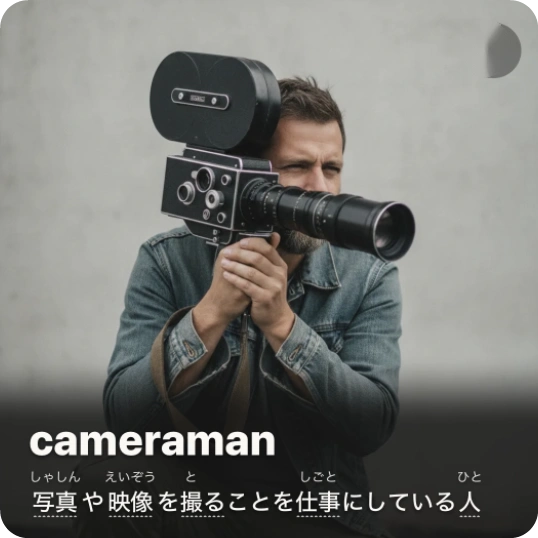 cameraman
しゃしん えいぞう と しごと ひと
写真や映像を撮ることを仕事にしている人